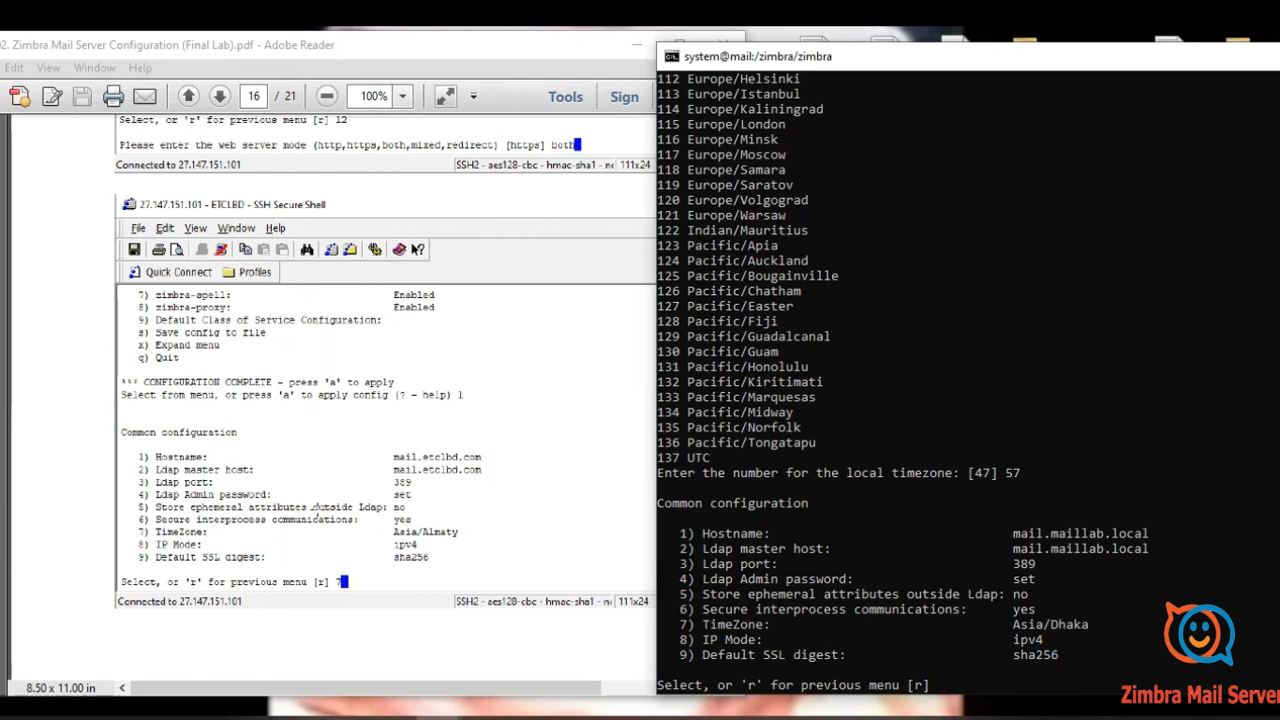 02. Zimbra Mail Server Configuration (Final Lab).pdf - Adobe Reader
Edit View Window Help
16 / 21 100% Tools Sign
Select, or 'r' for previous menu [r] 12
Please enter the web server mode (http,https,both,mixed,redirect) [https] both
Connected to 27.147.151.101 SSH2 - aes128-cbc - hmac-sha1 - nc 111x24
27.147.151.101 - ETCLBD - SSH Secure Shell
File Edit View Window Help
Quick Connect Profiles
7) zimbra-spell: Enabled
8) zimbra-proxy: Enabled
9) Default Class of Service Configuration:
s) Save config to file
x) Expand menu
q) Quit
*** CONFIGURATION COMPLETE - press 'a' to apply
Select from menu, or press 'a' to apply config (? - help) 1
Common configuration
1) Hostname: mail.etclbd.com
2) Ldap master host: mail.etclbd.com
3) Ldap port: 389
4) Ldap Admin password: set
5) Store ephemeral attributes outside Ldap: no
6) Secure interprocess communications: yes
7) TimeZone: Asia/Almaty
8) IP Mode: ipv4
9) Default SSL digest: sha256
Select, or 'r' for previous menu [r] 7
Connected to 27.147.151.101 SSH2 - aes128-cbc - hmac-sha1 - nc 111x24
8.50 x 11.00 in
system@mail:/zimbra/zimbra
112 Europe/Helsinki
113 Europe/Istanbul
114 Europe/Kaliningrad
115 Europe/London
116 Europe/Minsk
117 Europe/Moscow
118 Europe/Samara
119 Europe/Saratov
120 Europe/Volgograd
121 Europe/Warsaw
122 Indian/Mauritius
123 Pacific/Apia
124 Pacific/Auckland
125 Pacific/Bougainville
126 Pacific/Chatham
127 Pacific/Easter
128 Pacific/Fiji
129 Pacific/Guadalcanal
130 Pacific/Guam
131 Pacific/Honolulu
132 Pacific/Kiritimati
133 Pacific/Marquesas
134 Pacific/Midway
135 Pacific/Norfolk
136 Pacific/Tongatapu
137 UTC
Enter the number for the local timezone: [47] 57
Common configuration
1) Hostname: mail.maillab.local
2) Ldap master host: mail.maillab.local
3) Ldap port: 389
4) Ldap Admin password: set
5) Store ephemeral attributes outside Ldap: no
6) Secure interprocess communications: yes
7) TimeZone: Asia/Dhaka
8) IP Mode: ipv4
9) Default SSL digest: sha256
Select, or 'r' for previous menu [r]
Zimbra Mail Server